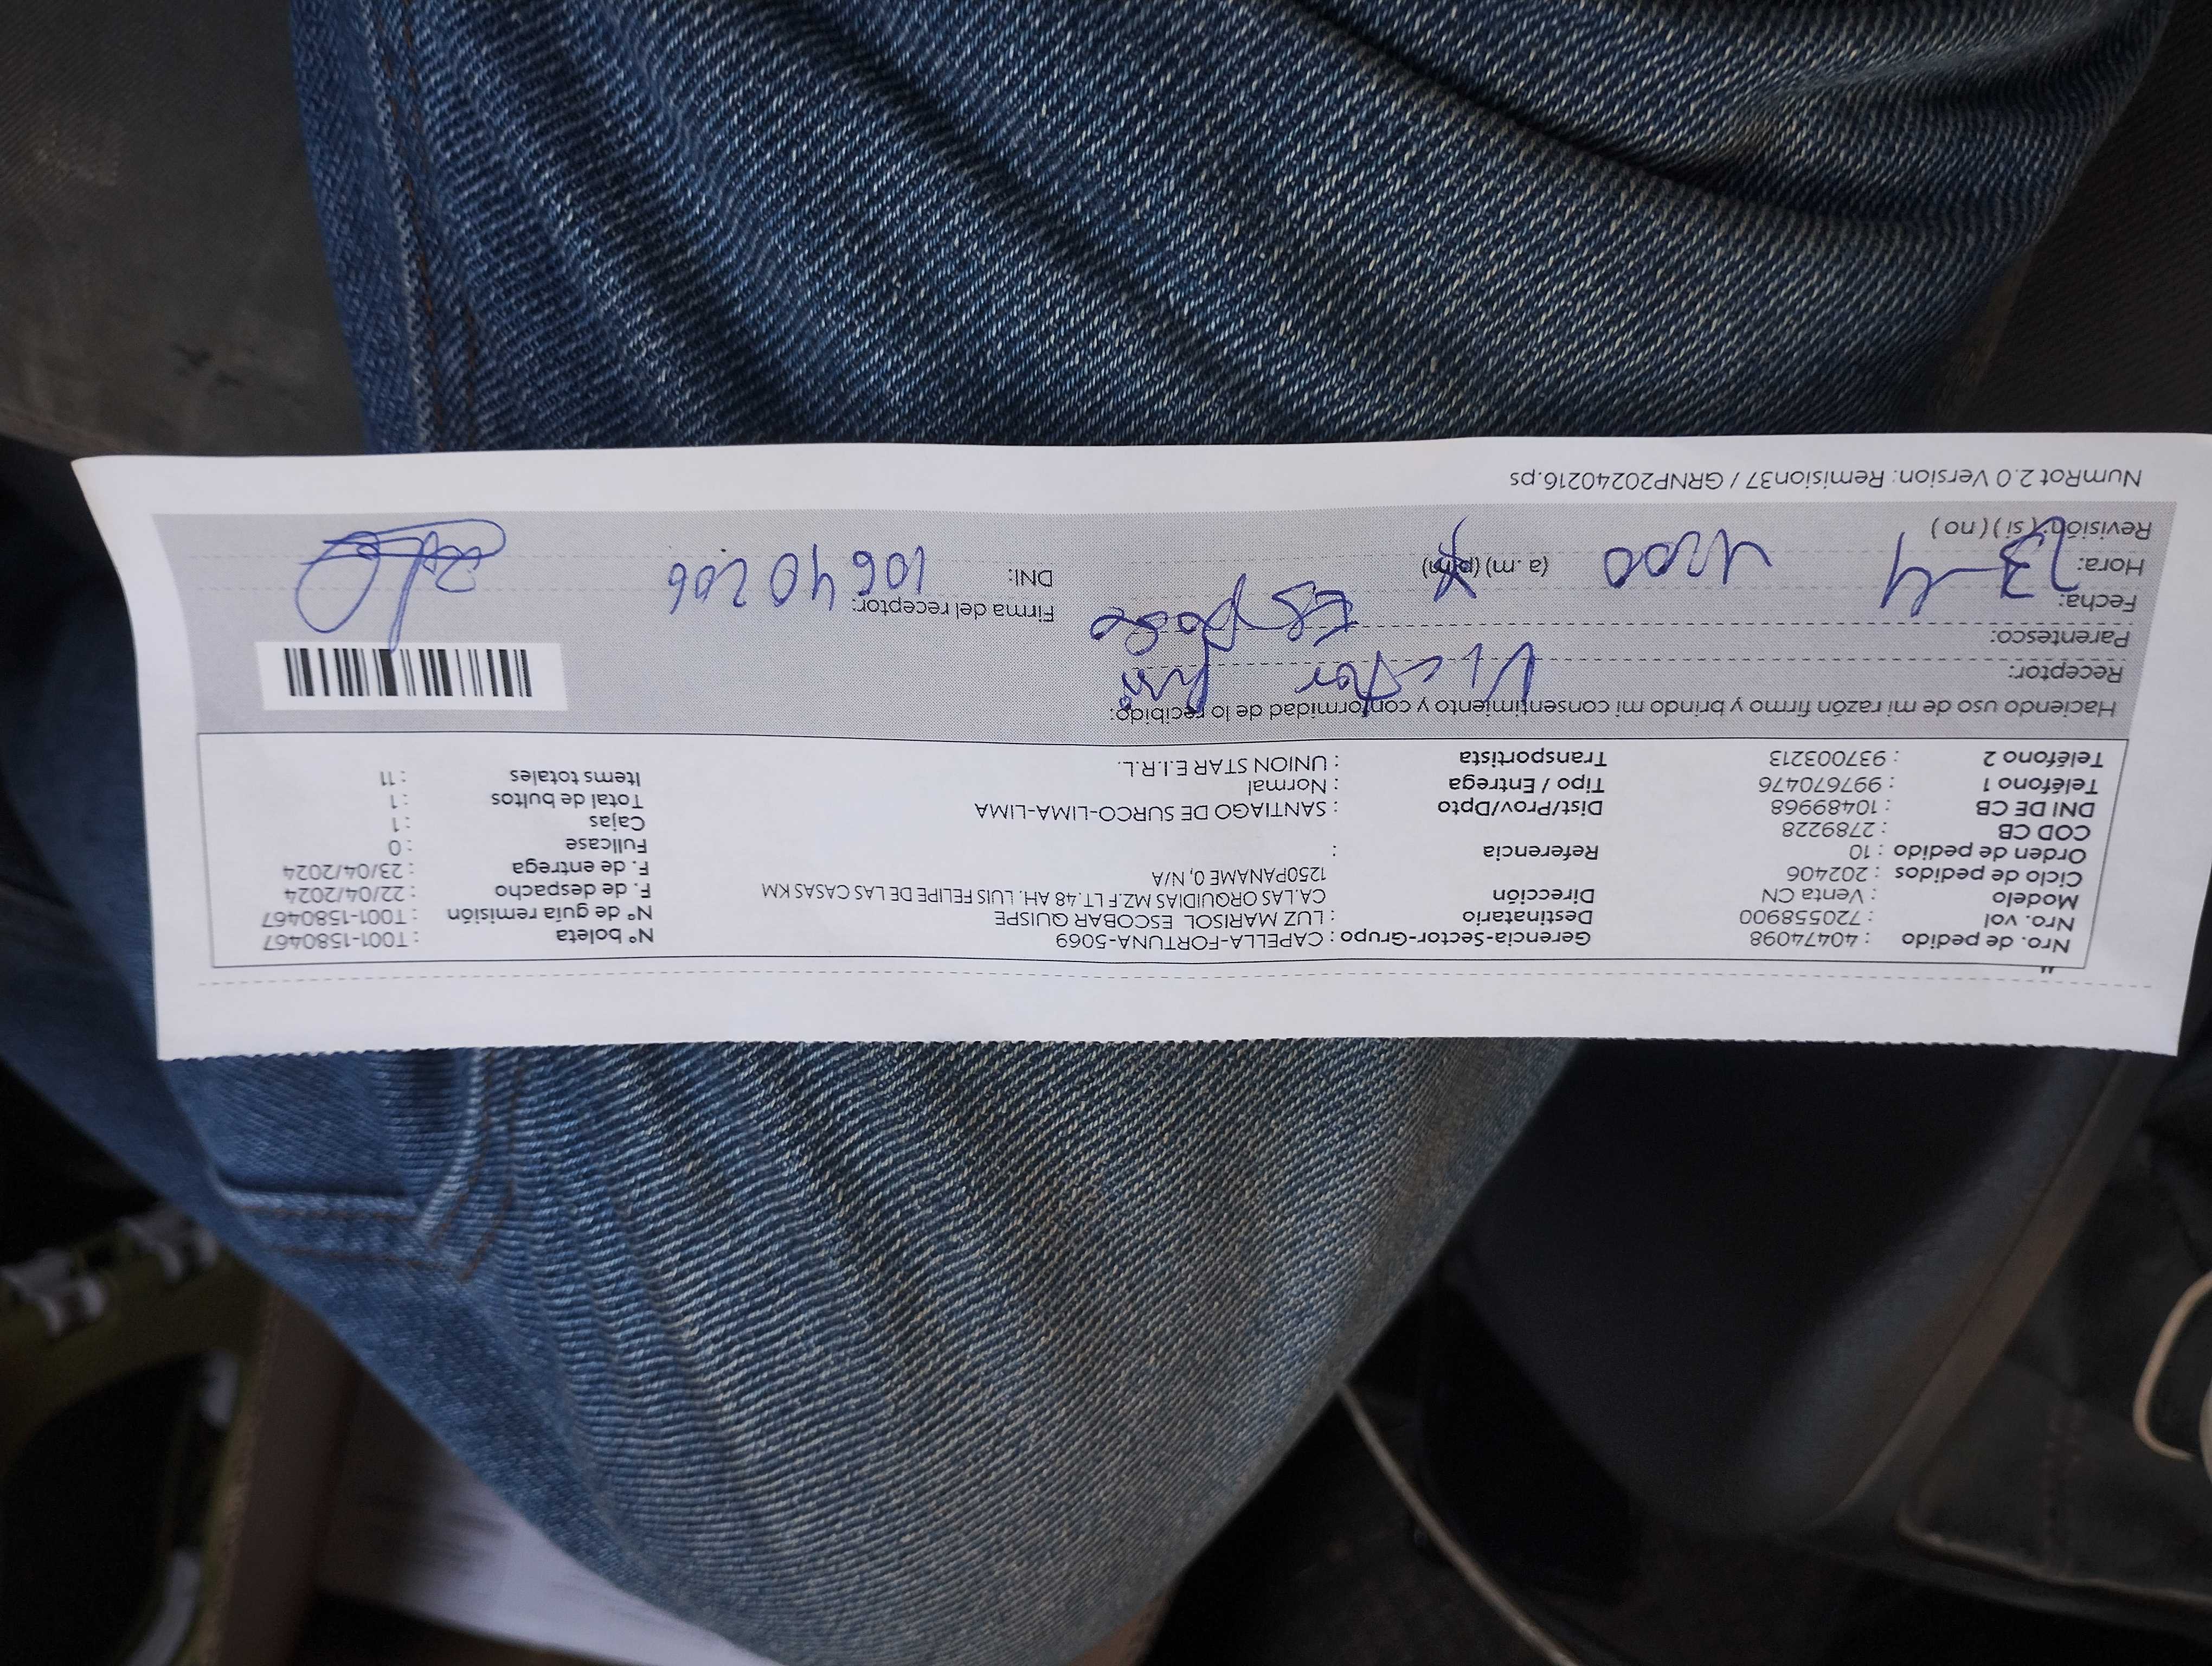 Nro. de pedido : 40474098 Gerencia-Sector-Grupo : CAPELLA-FORTUNA-5069 N° boleta : T001-1580467
Nro. vol : 720558900 Destinatario : LUZ MARISOL ESCOBAR QUISPE N° de guía remisión : T001-1580467
Modelo : Venta CN Dirección CA.LAS ORQUIDIAS MZ.F LT.48 AH. LUIS FELIPE DE LAS CASAS KM F. de despacho : 22/04/2024
Ciclo de pedidos : 202406 1250PANAME 0, N/A F. de entrega : 23/04/2024
Orden de pedido : 10 Referencia : Fullcase : 0
COD CB : 2789228 Cajas : 1
DNI DE CB : 10489968 Dist/Prov/Dpto : SANTIAGO DE SURCO-LIMA-LIMA Total de bultos : 1
Teléfono 1 : 997670476 Tipo / Entrega : Normal Items totales : 11
Teléfono 2 : 937003213 Transportista : UNION STAR E.I.R.L.
Haciendo uso de mi razón firmo y brindo mi consentimiento y conformidad de lo recibido:
Receptor: Victor
Parentesco: Esposo
Fecha: 23-4 Firma del receptor:
Hora: 1200 (a. m) (p.m) DNI: 10640206
Revisión: ( si ) ( no )
NumRot 2.0 Version: Remision37 / GRNP20240216.ps